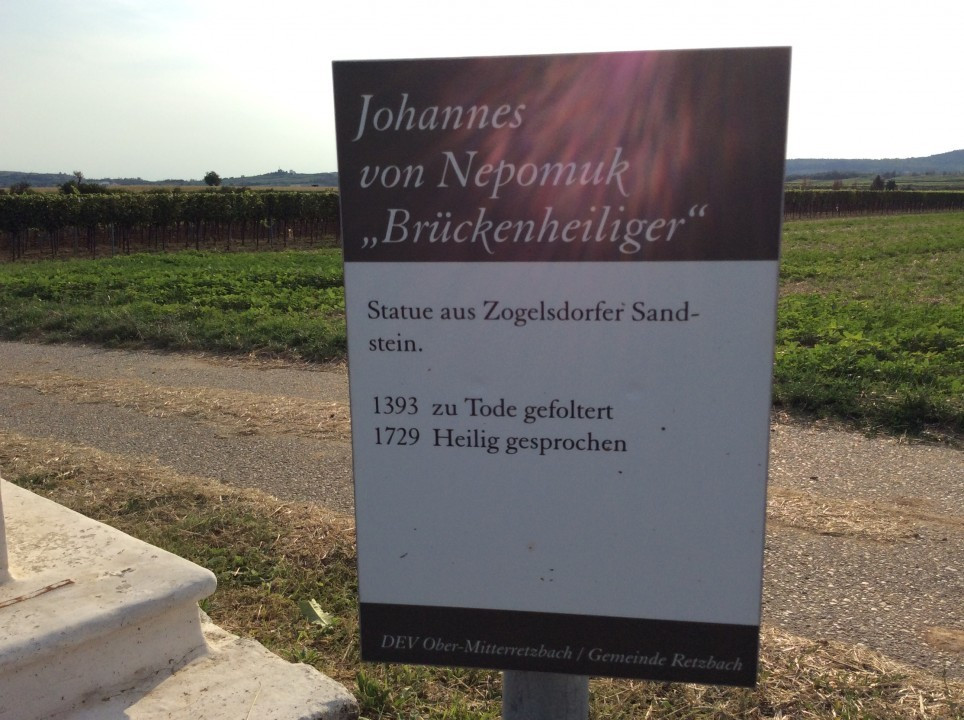 Johannes
von Nepomuk
„Brückenheiliger“
Statue aus Zogelsdorfer Sand-
stein.
1393 zu Tode gefoltert
1729 Heilig gesprochen
DEV Ober-Mitterretzbach / Gemeinde Retzbach